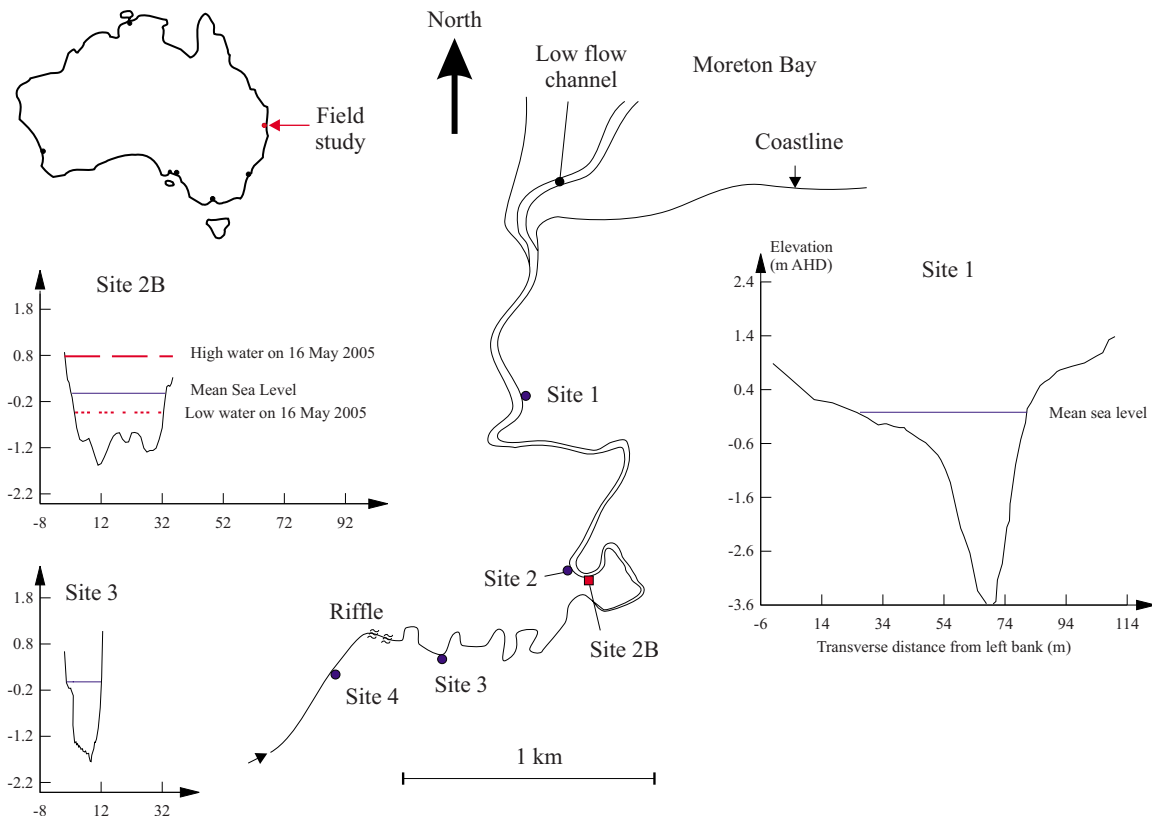 North
Low flow
channel
Moreton Bay
Field
study
Coastline
Site 2B
1.8
0.8
-0.2
-1.2
-2.2
-8
12
32
52
72
92
High water on 16 May 2005
Mean Sea Level
Low water on 16 May 2005
Site 1
Elevation
(m AHD)
Site 1
2.4
1.4
0.4
-0.6
-1.6
-2.6
-3.6
-6
14
34
54
74
94
114
Mean sea level
Transverse distance from left bank (m)
Site 2
Site 2B
Site 3
1.8
0.8
-0.2
-1.2
-2.2
-8
12
32
Riffle
Site 3
Site 4
1 km